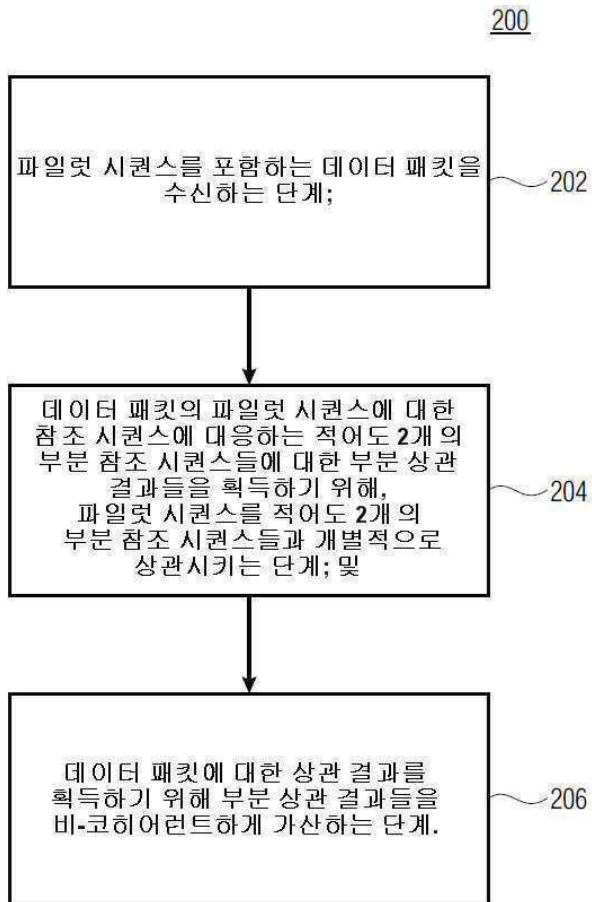 200
파일럿 시퀀스를 포함하는 데이터 패킷을
수신하는 단계;
202
데이터 패킷의 파일럿 시퀀스에 대한
참조 시퀀스에 대응하는 적어도 2개의
부분 참조 시퀀스들에 대한 부분 상관
결과들을 획득하기 위해,
파일럿 시퀀스를 적어도 2개의
부분 참조 시퀀스들과 개별적으로
상관시키는 단계; 및
204
데이터 패킷에 대한 상관 결과를
획득하기 위해 부분 상관 결과들을
비-코히어런트하게 가산하는 단계.
206